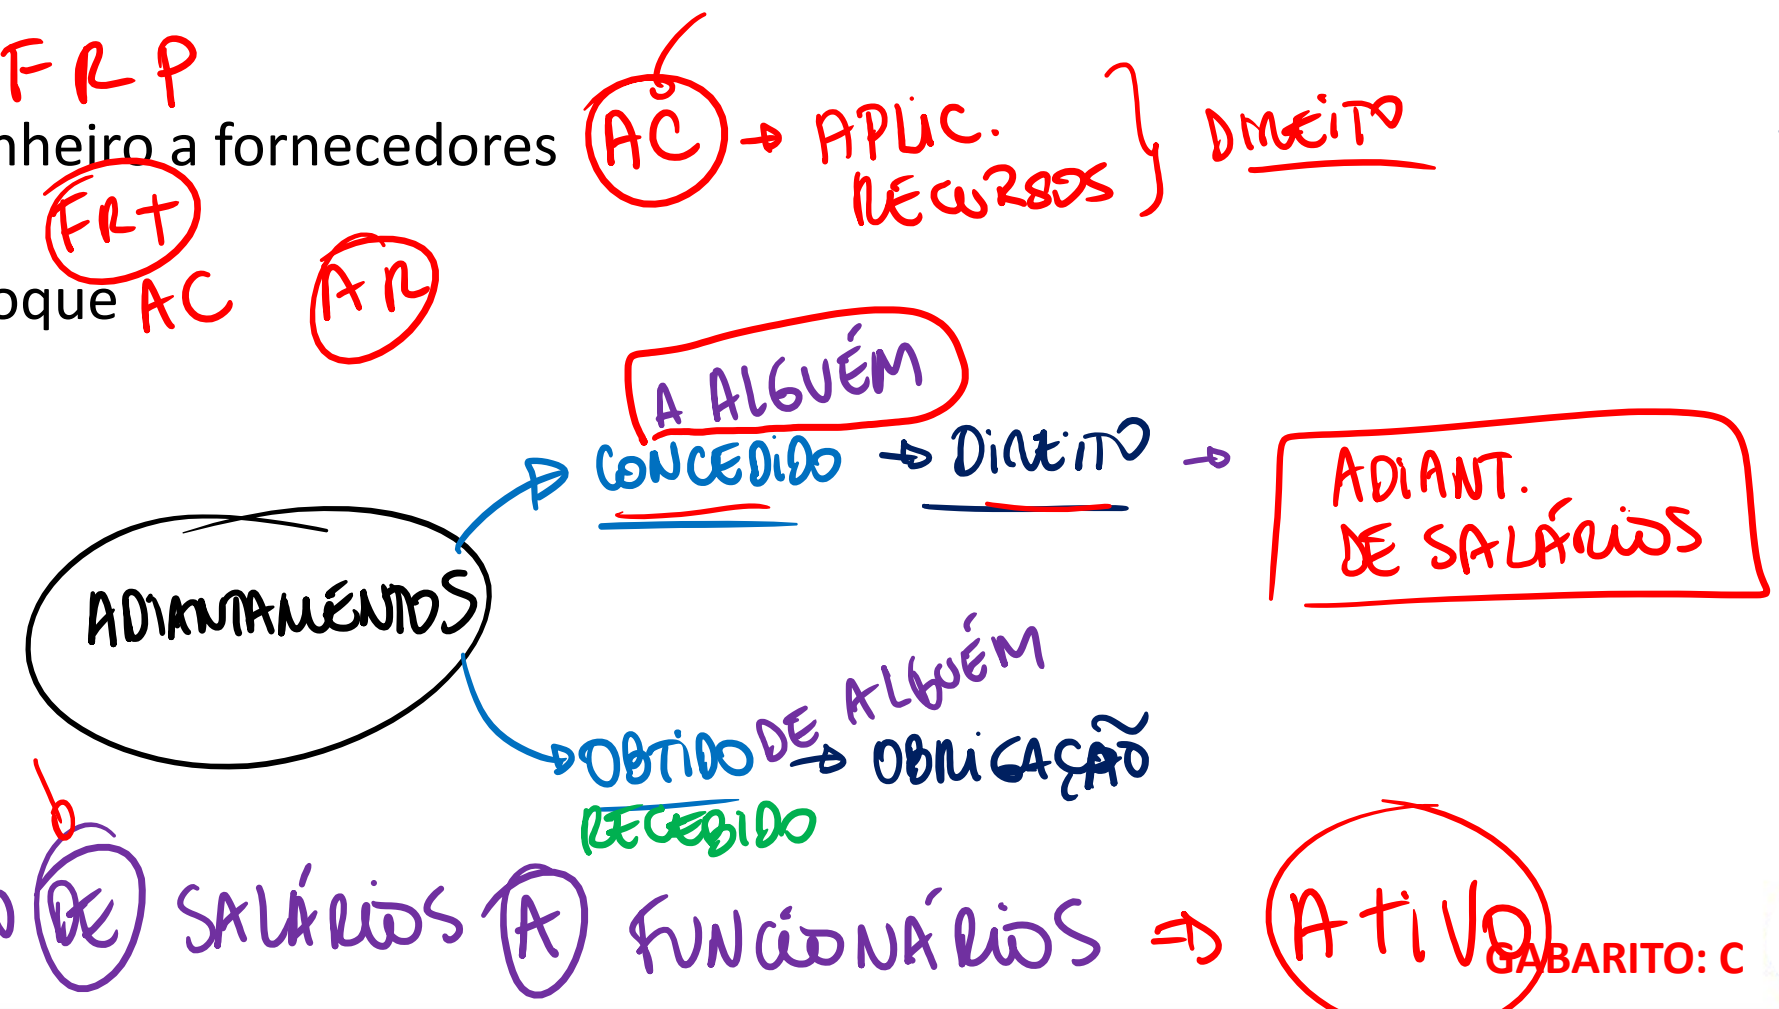 FRP
nheiro a fornecedores AC → APLIC. RECURSOS } DIREITO
FRT
oque AC AR
A ALGUÉM
CONCEDIDO → DIREITO → ADIANT.
DE SALÁRIOS
ADIANTAMENTOS
DE ALGUÉM
OBTIDO → OBRIGAÇÃO
RECEBIDO
O DE SALÁRIOS A FUNCIONÁRIOS → ATIVO
GABARITO: C